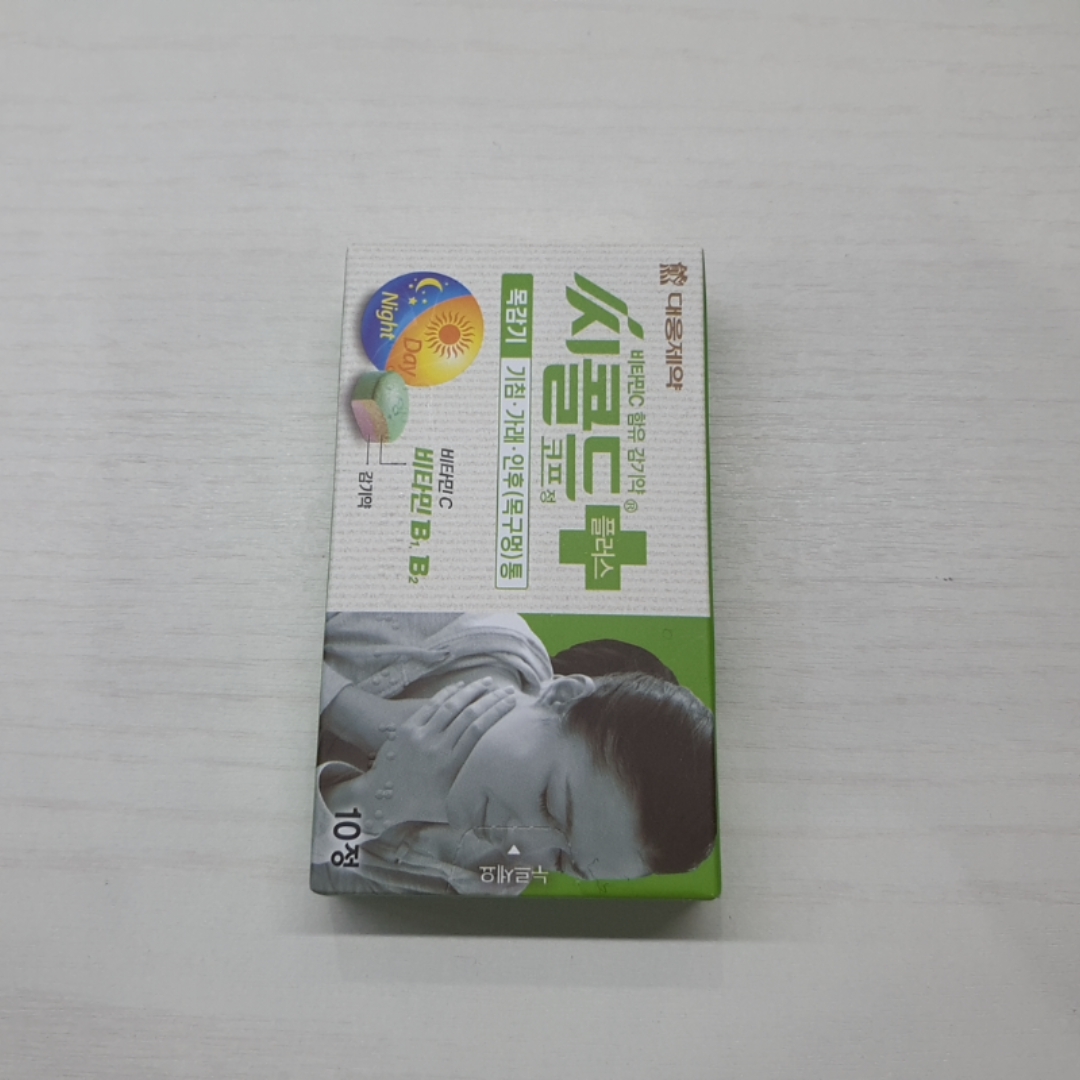 대웅제약
비타민C 함유 감기약
씨콜드®
플러스
코프정
목감기 기침·가래·인후(목구멍)통
Night
Day
비타민 C
비타민 B1, B2
감기약
10정
누르세요